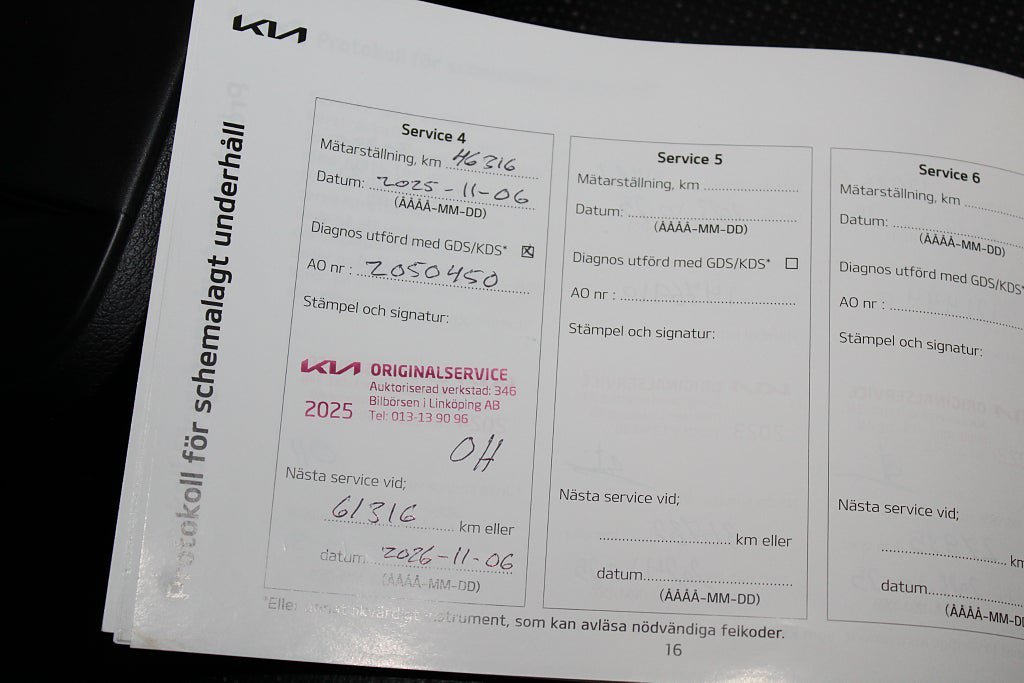 KIA
Protokoll för schemalagt underhåll
Service 4
Mätarställning, km 46316
Datum: 2025-11-06
(ÅÅÅÅ-MM-DD)
Diagnos utförd med GDS/KDS* ☒
AO nr : 2050450
Stämpel och signatur:
KIA ORIGINALSERVICE
Auktoriserad verkstad: 346
2025 Bilbörsen i Linköping AB
Tel: 013-13 90 96
OH
Nästa service vid;
61316 km eller
datum. 2026-11-06
(ÅÅÅÅ-MM-DD)
Service 5
Mätarställning, km
Datum:
(ÅÅÅÅ-MM-DD)
Diagnos utförd med GDS/KDS* ☐
AO nr :
Stämpel och signatur:
Nästa service vid;
km eller
datum
(ÅÅÅÅ-MM-DD)
Service 6
Mätarställning, km
Datum:
(ÅÅÅÅ-MM-DD)
Diagnos utförd med GDS/KDS*
AO nr :
Stämpel och signatur:
Nästa service vid;
km
datum
(ÅÅÅÅ-MM-DD)
*Eller annat likvärdigt instrument, som kan avläsa nödvändiga felkoder.
16